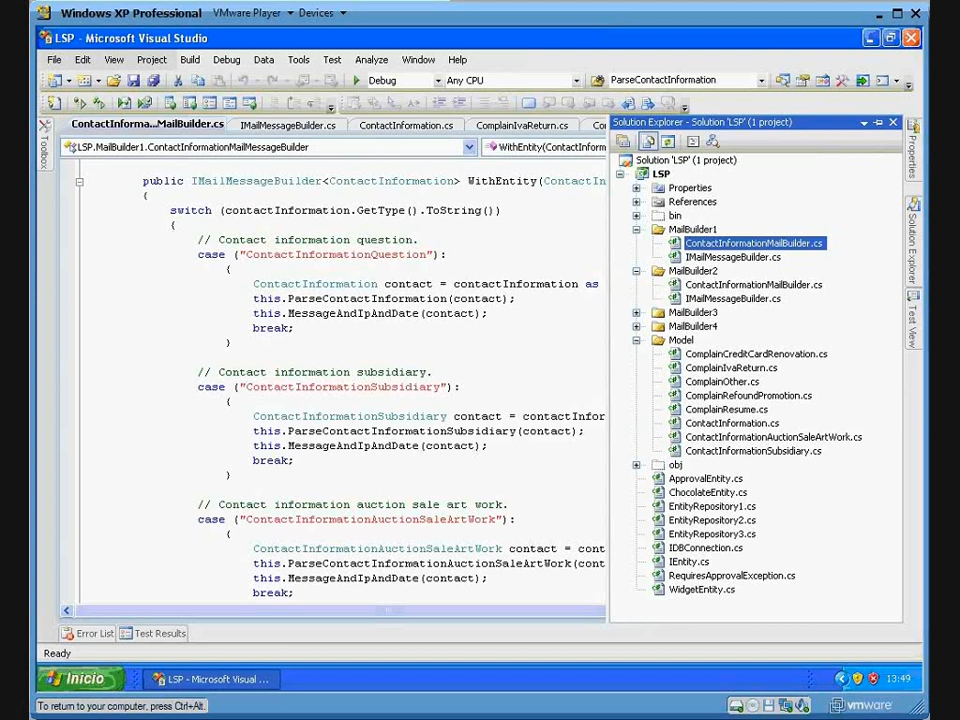 Windows XP Professional VMware Player Devices
LSP - Microsoft Visual Studio
File Edit View Project Build Debug Data Tools Test Analyze Window Help
Debug Any CPU ParseContactInformation
ContactInforma...MailBuilder.cs IMailMessageBuilder.cs ContactInformation.cs ComplainIvaReturn.cs Co
LSP.MailBuilder1.ContactInformationMailMessageBuilder WithEntity(ContactInform
public IMailMessageBuilder<ContactInformation> WithEntity(ContactIn
{
switch (contactInformation.GetType().ToString())
{
// Contact information question.
case ("ContactInformationQuestion"):
{
ContactInformation contact = contactInformation as
this.ParseContactInformation(contact);
this.MessageAndIpAndDate(contact);
break;
}
// Contact information subsidiary.
case ("ContactInformationSubsidiary"):
{
ContactInformationSubsidiary contact = contactInfor
this.ParseContactInformationSubsidiary(contact);
this.MessageAndIpAndDate(contact);
break;
}
// Contact information auction sale art work.
case ("ContactInformationAuctionSaleArtWork"):
{
ContactInformationAuctionSaleArtWork contact = cont
this.ParseContactInformationAuctionSaleArtWork(cont
this.MessageAndIpAndDate(contact);
break;
Solution Explorer - Solution 'LSP' (1 project)
Solution 'LSP' (1 project)
LSP
Properties
References
bin
MailBuilder1
ContactInformationMailBuilder.cs
IMailMessageBuilder.cs
MailBuilder2
ContactInformationMailBuilder.cs
IMailMessageBuilder.cs
MailBuilder3
MailBuilder4
Model
ComplainCreditCardRenovation.cs
ComplainIvaReturn.cs
ComplainOther.cs
ComplainRefoundPromotion.cs
ComplainResume.cs
ContactInformation.cs
ContactInformationAuctionSaleArtWork.cs
ContactInformationSubsidiary.cs
obj
ApprovalEntity.cs
ChocolateEntity.cs
EntityRepository1.cs
EntityRepository2.cs
EntityRepository3.cs
IDBConnection.cs
IEntity.cs
RequiresApprovalException.cs
WidgetEntity.cs
Toolbox
Properties
Solution Explorer
Test View
Error List Test Results
Ready
Inicio LSP - Microsoft Visual ... 13:49
To return to your computer, press Ctrl+Alt. vmware